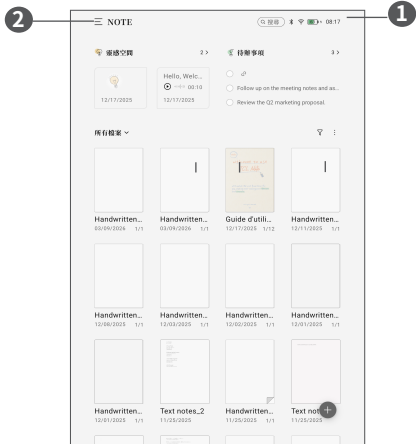 2
1
NOTE
搜尋
08:17
靈感空間
2 >
待辦事項
3 >
Hello, Welc...
00:10
12/17/2025
12/17/2025
Follow up on the meeting notes and as...
Review the Q2 marketing proposal.
所有檔案
Handwritten...
Handwritten...
Guide d'utili...
Handwritten...
03/09/2026 1/1
03/09/2026 1/1
12/17/2025 1/12
12/11/2025 1/1
Handwritten...
Handwritten...
Handwritten...
Handwritten...
12/08/2025 1/1
12/03/2025 1/1
12/02/2025 1/1
12/01/2025 1/1
Handwritten...
Text notes_2
Handwritten...
Text not
12/01/2025 1/1
11/25/2025
11/25/2025 1/1
11/25/2025